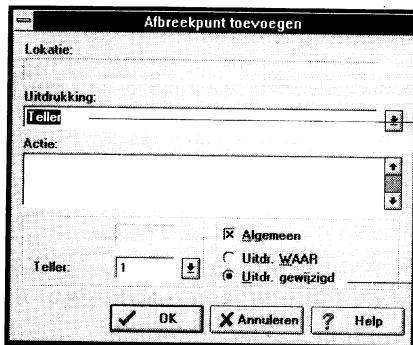 Afbreekpunt toevoegen
Lokatie:
Uitdrukking:
Teller
Actie:
Algemeen
Teller: 1
Uitdr. WAAR
Uitdr. gewijzigd
OK Annuleren ? Help